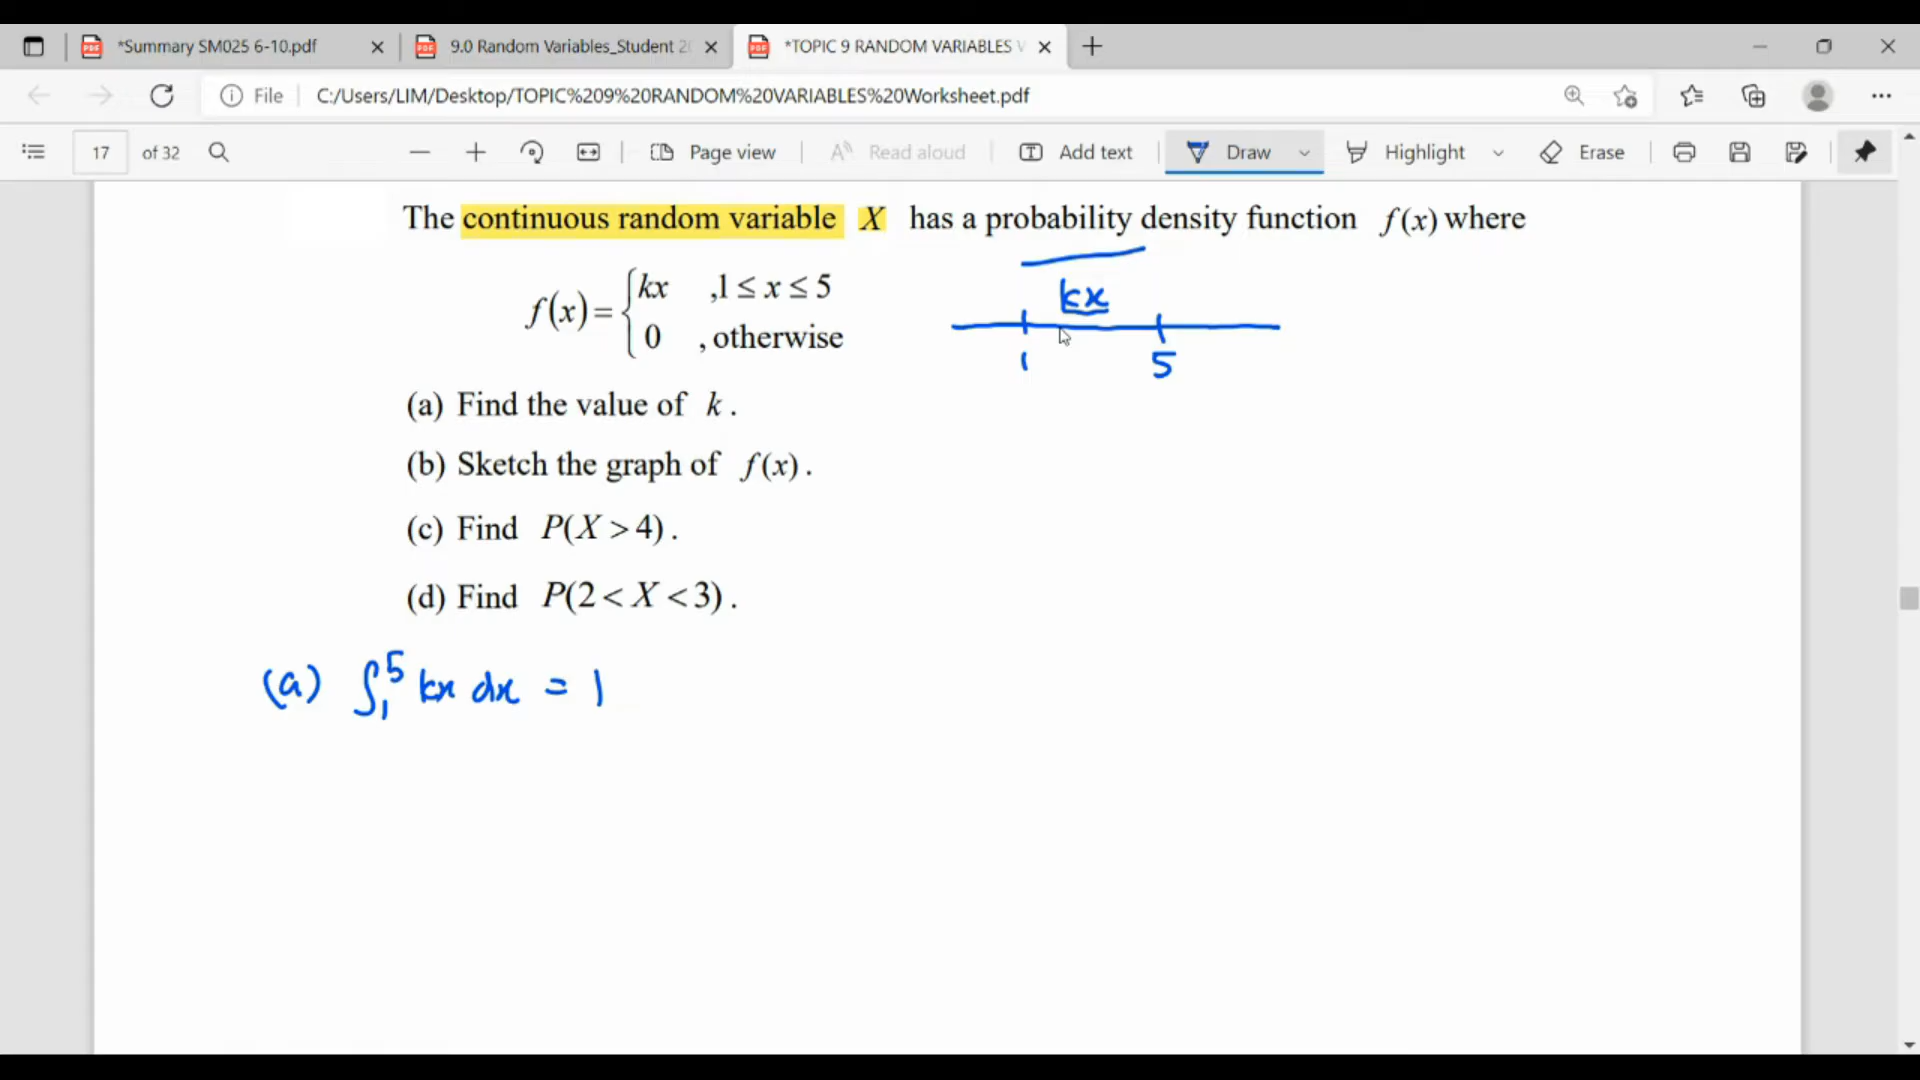 *Summary SM025 6-10.pdf
9.0 Random Variables_Student 20
*TOPIC 9 RANDOM VARIABLES W
File
C:/Users/LIM/Desktop/TOPIC%209%20RANDOM%20VARIABLES%20Worksheet.pdf
17 of 32
Page view
Read aloud
Add text
Draw
Highlight
Erase
The continuous random variable X has a probability density function f(x) where
f(x) = { kx , 1 ≤ x ≤ 5
0 , otherwise
kx
1 5
(a) Find the value of k.
(b) Sketch the graph of f(x).
(c) Find P(X > 4).
(d) Find P(2 < X < 3).
(a) ∫₁⁵ kx dx = 1